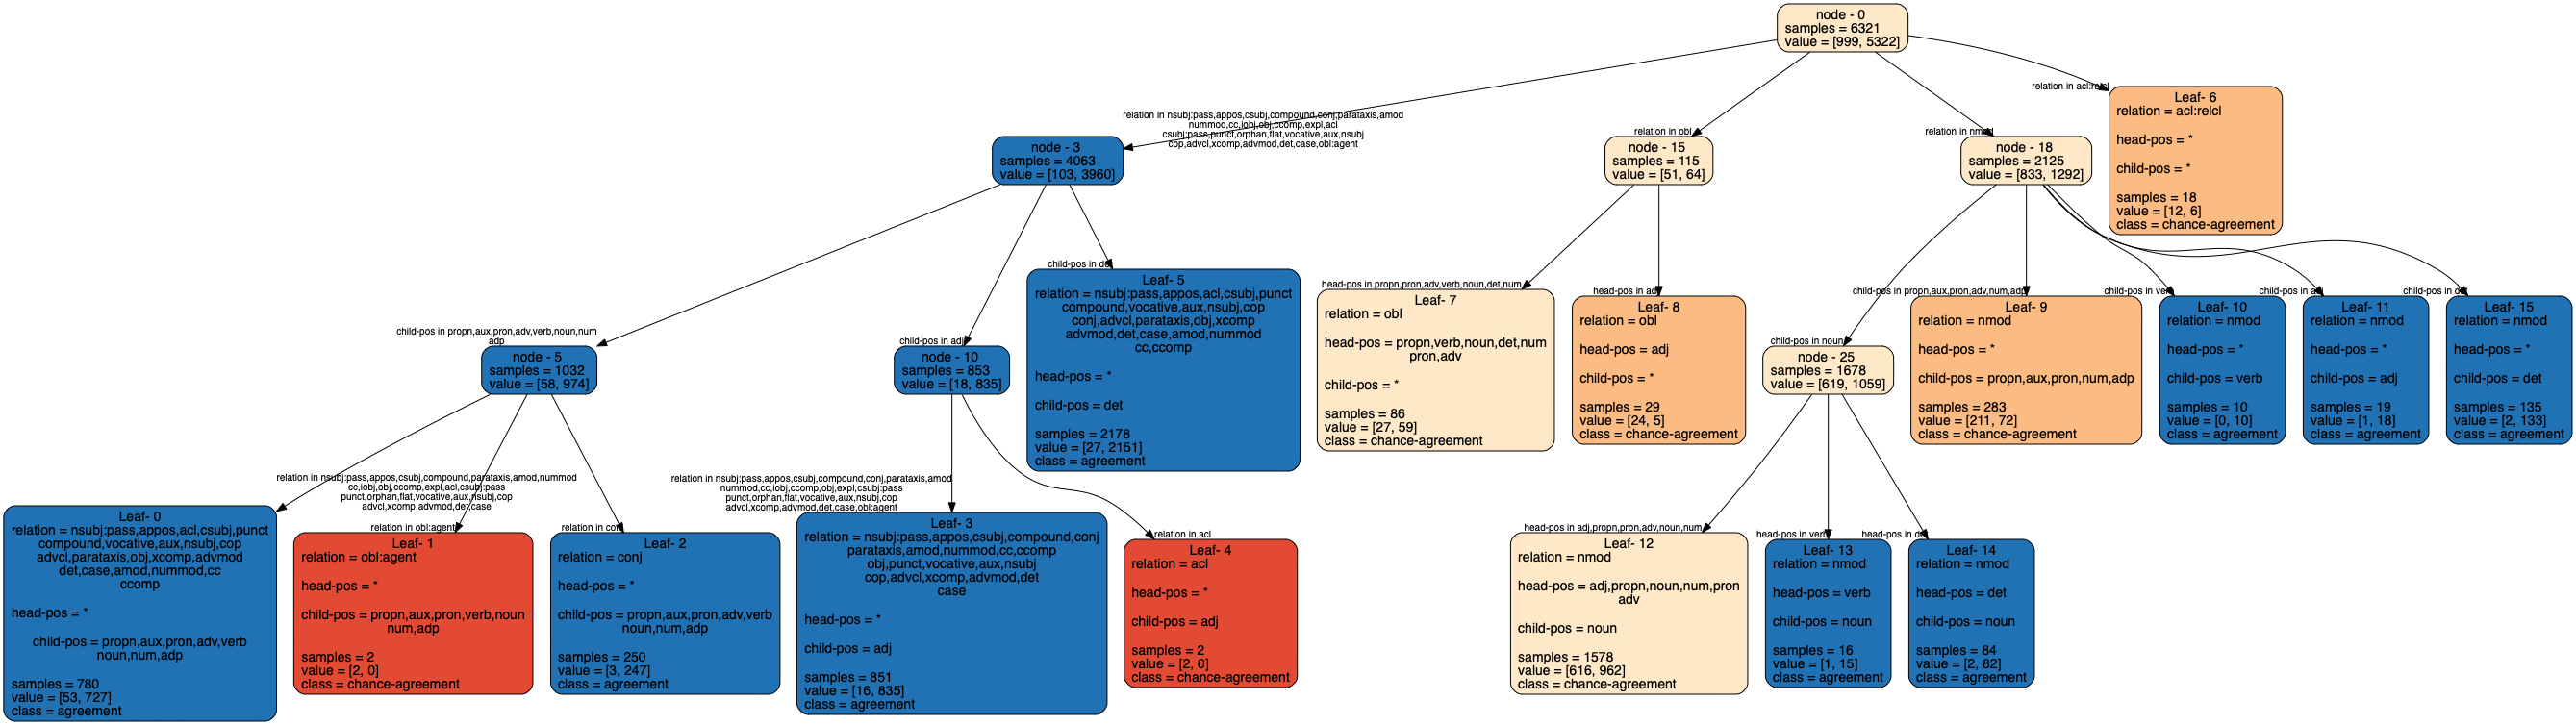 node - 0
samples = 6321
value = [999, 5322]
relation in nsubj:pass,appos,csubj,compound,conj,parataxis,amod
nummod,cc,iobj,obj,ccomp,expl,acl
csubj:pass,punct,orphan,flat,vocative,aux,nsubj
cop,advcl,xcomp,advmod,det,case,obl:agent
relation in obl
relation in nmod
relation in acl:relcl
node - 3
samples = 4063
value = [103, 3960]
node - 15
samples = 115
value = [51, 64]
node - 18
samples = 2125
value = [833, 1292]
Leaf- 6
relation = acl:relcl
head-pos = *
child-pos = *
samples = 18
value = [12, 6]
class = chance-agreement
child-pos in propn,aux,pron,adv,verb,noun,num
adp
child-pos in adj
child-pos in det
node - 5
samples = 1032
value = [58, 974]
node - 10
samples = 853
value = [18, 835]
Leaf- 5
relation = nsubj:pass,appos,acl,csubj,punct
compound,vocative,aux,nsubj,cop
conj,advcl,parataxis,obj,xcomp
advmod,det,case,amod,nummod
cc,ccomp
head-pos = *
child-pos = det
samples = 2178
value = [27, 2151]
class = agreement
head-pos in propn,pron,adv,verb,noun,det,num
Leaf- 7
relation = obl
head-pos = propn,verb,noun,det,num
pron,adv
child-pos = *
samples = 86
value = [27, 59]
class = chance-agreement
head-pos in adj
Leaf- 8
relation = obl
head-pos = adj
child-pos = *
samples = 29
value = [24, 5]
class = chance-agreement
child-pos in noun
node - 25
samples = 1678
value = [619, 1059]
child-pos in propn,aux,pron,adv,num,adp
Leaf- 9
relation = nmod
head-pos = *
child-pos = propn,aux,pron,num,adp
samples = 283
value = [211, 72]
class = chance-agreement
child-pos in verb
Leaf- 10
relation = nmod
head-pos = *
child-pos = verb
samples = 10
value = [0, 10]
class = agreement
child-pos in adj
Leaf- 11
relation = nmod
head-pos = *
child-pos = adj
samples = 19
value = [1, 18]
class = agreement
child-pos in det
Leaf- 15
relation = nmod
head-pos = *
child-pos = det
samples = 135
value = [2, 133]
class = agreement
relation in nsubj:pass,appos,csubj,compound,parataxis,amod,nummod
cc,iobj,obj,ccomp,expl,acl,csubj:pass
punct,orphan,flat,vocative,aux,nsubj,cop
advcl,xcomp,advmod,det,case
Leaf- 0
relation = nsubj:pass,appos,acl,csubj,punct
compound,vocative,aux,nsubj,cop
advcl,parataxis,obj,xcomp,advmod
det,case,amod,nummod,cc
ccomp
head-pos = *
child-pos = propn,aux,pron,adv,verb
noun,num,adp
samples = 780
value = [53, 727]
class = agreement
relation in obl:agent
Leaf- 1
relation = obl:agent
head-pos = *
child-pos = propn,aux,pron,verb,noun
num,adp
samples = 2
value = [2, 0]
class = chance-agreement
relation in conj
Leaf- 2
relation = conj
head-pos = *
child-pos = propn,aux,pron,adv,verb
noun,num,adp
samples = 250
value = [3, 247]
class = agreement
relation in nsubj:pass,appos,csubj,compound,conj,parataxis,amod
nummod,cc,iobj,ccomp,obj,expl,csubj:pass
punct,orphan,flat,vocative,aux,nsubj,cop
advcl,xcomp,advmod,det,case,obl:agent
Leaf- 3
relation = nsubj:pass,appos,csubj,compound,conj
parataxis,amod,nummod,cc,ccomp
obj,punct,vocative,aux,nsubj
cop,advcl,xcomp,advmod,det
case
head-pos = *
child-pos = adj
samples = 851
value = [16, 835]
class = agreement
relation in acl
Leaf- 4
relation = acl
head-pos = *
child-pos = adj
samples = 2
value = [2, 0]
class = chance-agreement
head-pos in adj,propn,pron,adv,noun,num
Leaf- 12
relation = nmod
head-pos = adj,propn,noun,num,pron
adv
child-pos = noun
samples = 1578
value = [616, 962]
class = chance-agreement
head-pos in verb
Leaf- 13
relation = nmod
head-pos = verb
child-pos = noun
samples = 16
value = [1, 15]
class = agreement
head-pos in det
Leaf- 14
relation = nmod
head-pos = det
child-pos = noun
samples = 84
value = [2, 82]
class = agreement